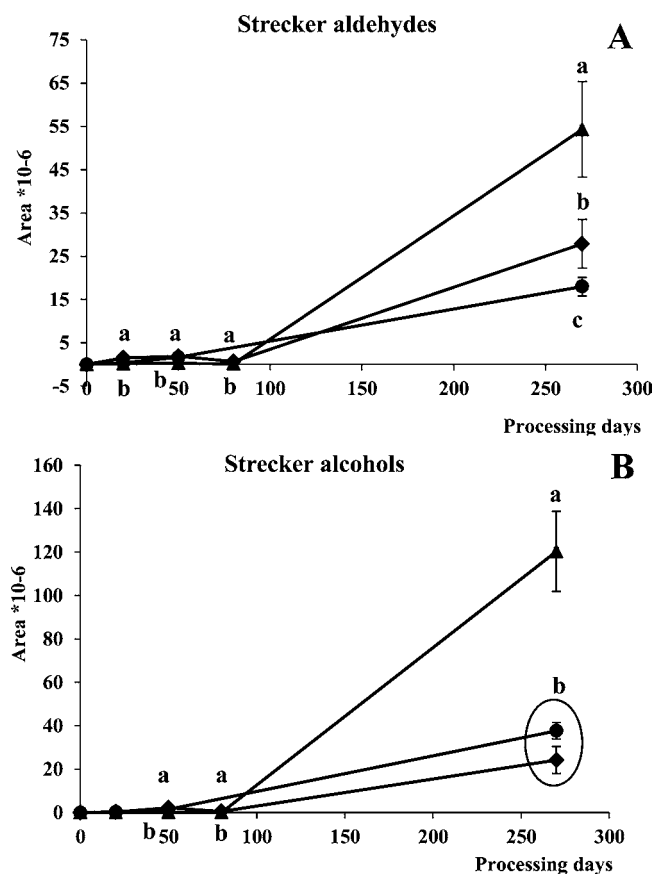 Strecker aldehydes
A
75
65
55
45
35
25
15
5
-5
Area *10-6
a
b
c
a a a
b b b
0 50 100 150 200 250 300
Processing days
Strecker alcohols
B
160
140
120
100
80
60
40
20
0
Area *10-6
a
b
a a
b b
0 50 100 150 200 250 300
Processing days